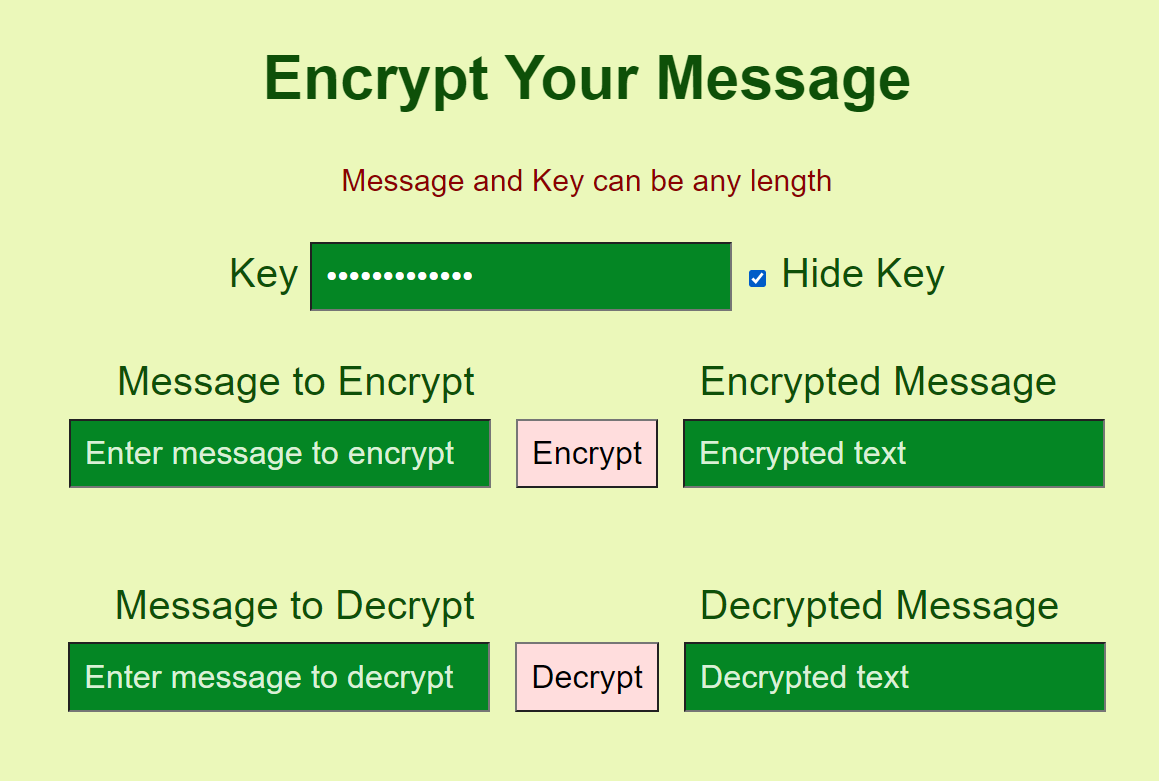 Encrypt Your Message
Message and Key can be any length
Key ••••••••••••• Hide Key
Message to Encrypt Encrypted Message
Enter message to encrypt Encrypt Encrypted text
Message to Decrypt Decrypted Message
Enter message to decrypt Decrypt Decrypted text